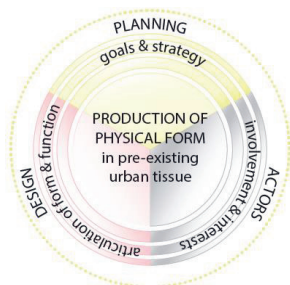 PLANNING
goals & strategy
PRODUCTION OF
PHYSICAL FORM
in pre-existing
urban tissue
ACTORS
involvement & interests
DESIGN
articulation of form & function